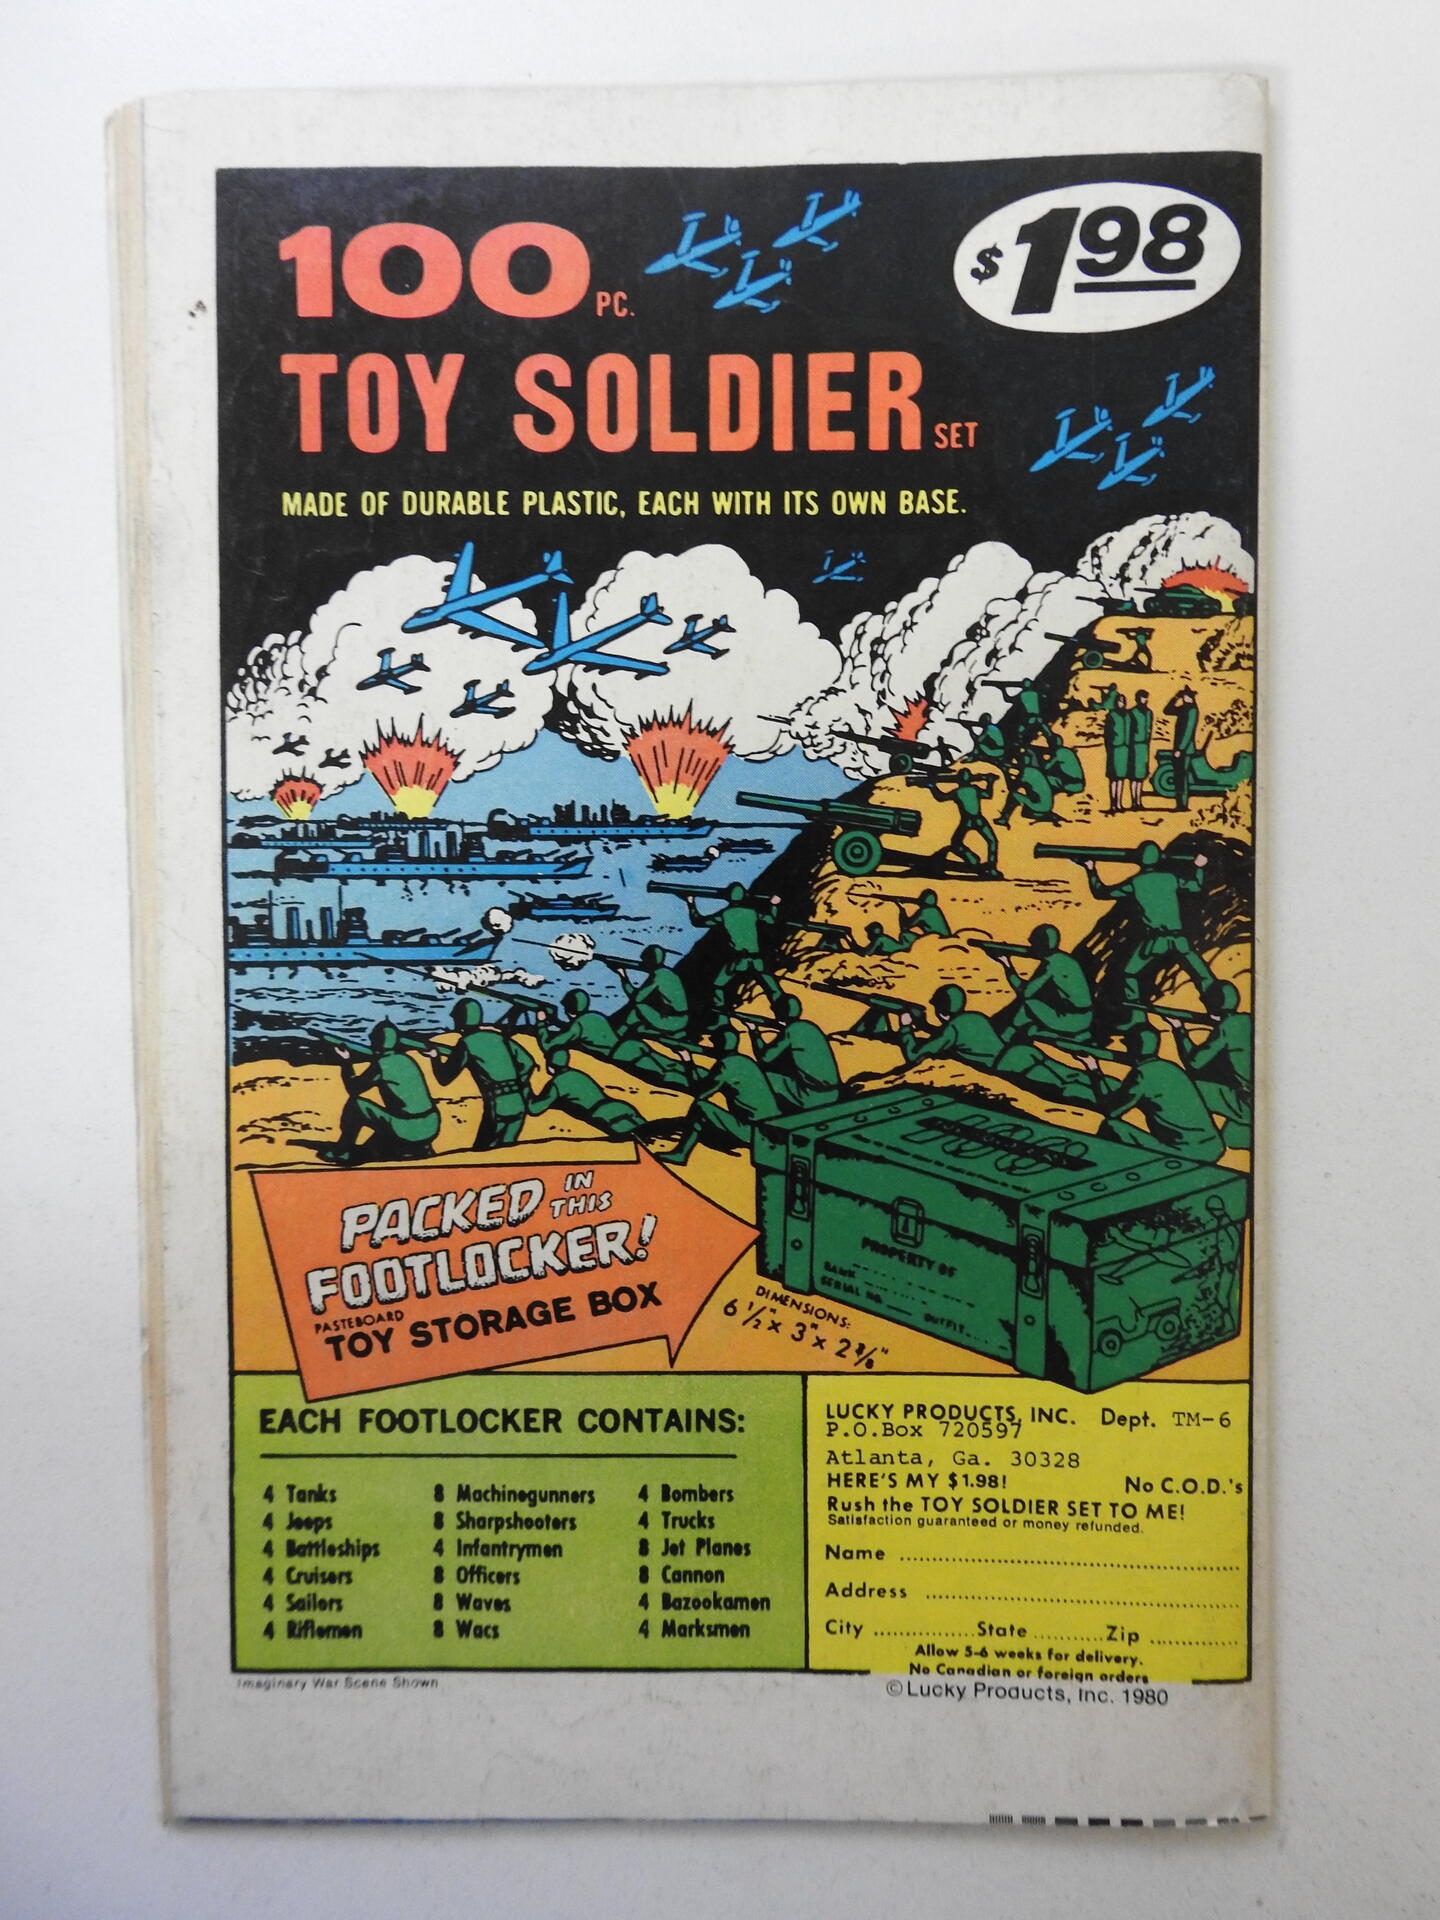 100 PC.
$1.98
TOY SOLDIER SET
MADE OF DURABLE PLASTIC, EACH WITH ITS OWN BASE.
PACKED IN THIS
FOOTLOCKER!
PASTEBOARD
TOY STORAGE BOX
DIMENSIONS:
6 1/2" x 3" x 2 3/8"
PROPERTY OF
RANK
SERIAL NO.
OUTFIT
EACH FOOTLOCKER CONTAINS:
4 Tanks
4 Jeeps
4 Battleships
4 Cruisers
4 Sailors
4 Riflemen
8 Machinegunners
8 Sharpshooters
4 Infantrymen
8 Officers
8 Waves
8 Wacs
4 Bombers
4 Trucks
8 Jet Planes
8 Cannon
4 Bazookamen
4 Marksmen
LUCKY PRODUCTS, INC. Dept. TM-6
P.O.Box 720597
Atlanta, Ga. 30328
HERE'S MY $1.98! No C.O.D.'s
Rush the TOY SOLDIER SET TO ME!
Satisfaction guaranteed or money refunded.
Name
Address
City State Zip
Allow 5-6 weeks for delivery.
No Canadian or foreign orders
Imaginary War Scene Shown
© Lucky Products, Inc. 1980